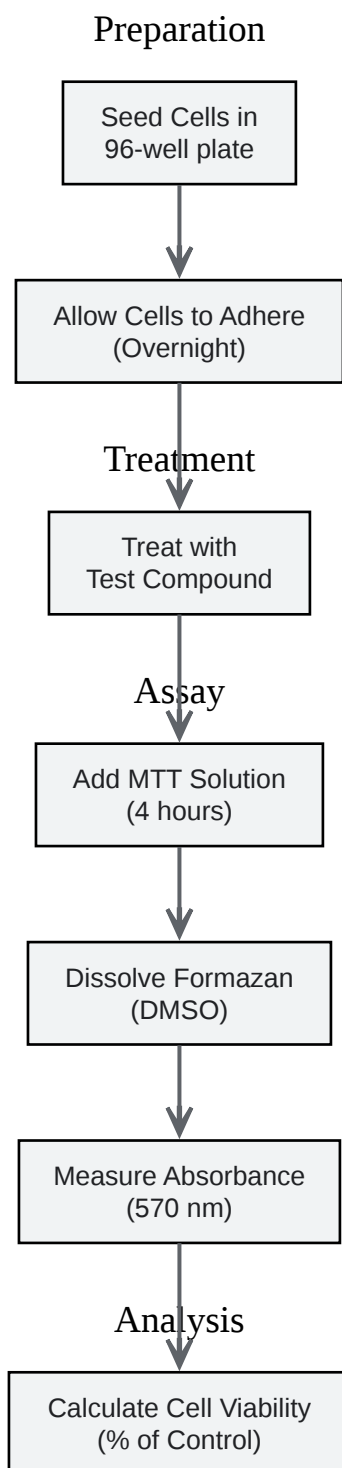 Preparation
Seed Cells in
96-well plate
Allow Cells to Adhere
(Overnight)
Treatment
Treat with
Test Compound
Assay
Add MTT Solution
(4 hours)
Dissolve Formazan
(DMSO)
Measure Absorbance
(570 nm)
Analysis
Calculate Cell Viability
(% of Control)